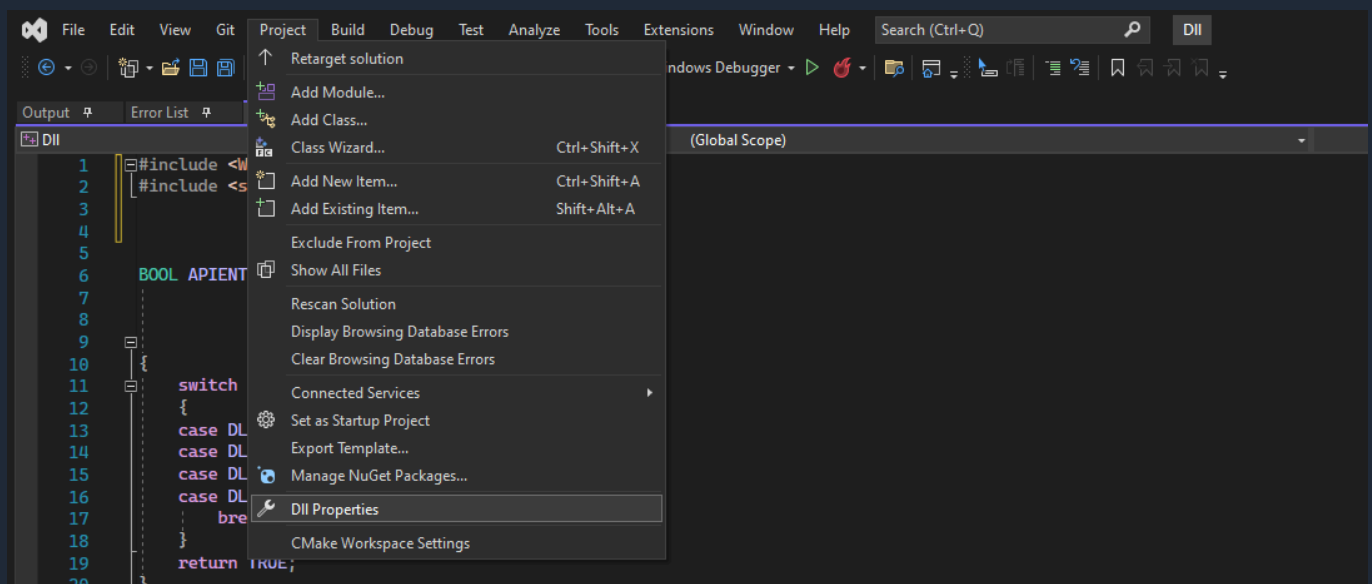 File Edit View Git Project Build Debug Test Analyze Tools Extensions Window Help Search (Ctrl+Q) Dll
Retarget solution
ndows Debugger
Add Module...
Output Error List
Add Class...
Dll (Global Scope)
Class Wizard... Ctrl+Shift+X
1 #include <W
2 #include <s
Add New Item... Ctrl+Shift+A
3
Add Existing Item... Shift+Alt+A
4
Exclude From Project
5
6 BOOL APIENT
Show All Files
7
Rescan Solution
8
Display Browsing Database Errors
9
Clear Browsing Database Errors
10 {
11 switch
Connected Services
12 {
Set as Startup Project
13 case DL
14 case DL
Export Template...
15 case DL
Manage NuGet Packages...
16 case DL
Dll Properties
17 bre
18 }
CMake Workspace Settings
19 return TRUE;
20 }